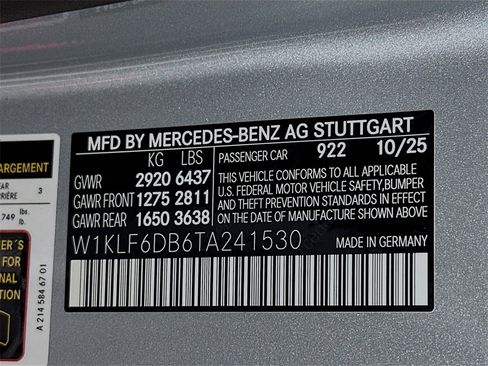 MFD BY MERCEDES-BENZ AG STUTTGART
KG LBS PASSENGER CAR 922 10/25
GVWR 2920 6437
GAWR FRONT 1275 2811
GAWR REAR 1650 3638
THIS VEHICLE CONFORMS TO ALL APPLICABLE
U.S. FEDERAL MOTOR VEHICLE SAFETY,BUMPER
AND THEFT PREVENTION STANDARDS IN EFFECT
ON THE DATE OF MANUFACTURE SHOWN ABOVE
W1KLF6DB6TA241530 MADE IN GERMANY
ARGEMENT
3
lbs.
FOR
A 214 584 67 01